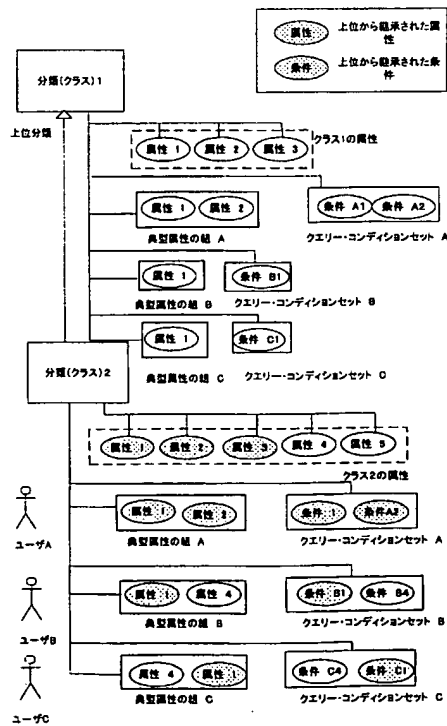 属性
上位から継承された属
性
条件
上位から継承された
条件
分類(クラス)1
上位分類
属性 1
属性 2
属性 3
クラス1の属性
属性 1
属性 2
典型属性の組 A
条件 A1
条件 A2
クエリー・コンディションセット A
属性 1
典型属性の組 B
条件 B1
クエリー・コンディションセット B
属性 1
典型属性の組 C
条件 C1
クエリー・コンディションセット C
分類(クラス)2
属性 1
属性 2
属性 3
属性 4
属性 5
クラス2の属性
ユーザA
属性 1
属性 2
典型属性の組 A
条件 1
条件A2
クエリー・コンディションセット A
ユーザB
属性 1
属性 4
典型属性の組 B
条件 B1
条件 B4
クエリー・コンディションセット B
ユーザC
属性 4
属性 1
典型属性の組 C
条件 C4
条件 C1
クエリー・コンディションセット C